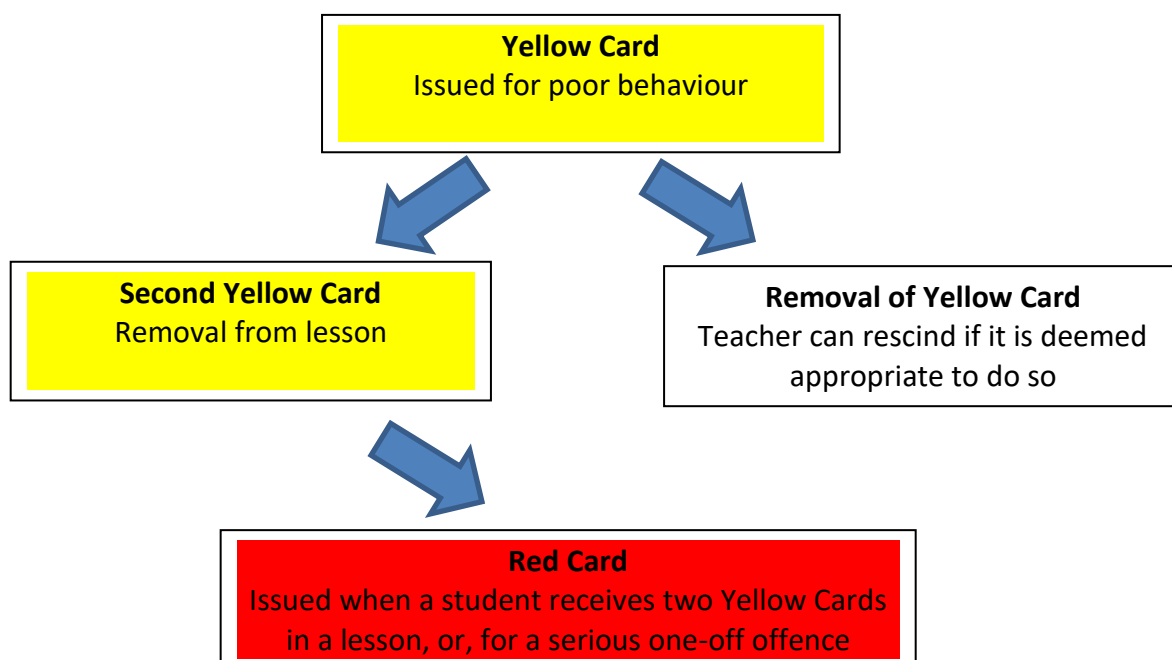 Yellow Card
Issued for poor behaviour
Second Yellow Card
Removal from lesson
Removal of Yellow Card
Teacher can rescind if it is deemed
appropriate to do so
Red Card
Issued when a student receives two Yellow Cards
in a lesson, or, for a serious one-off offence